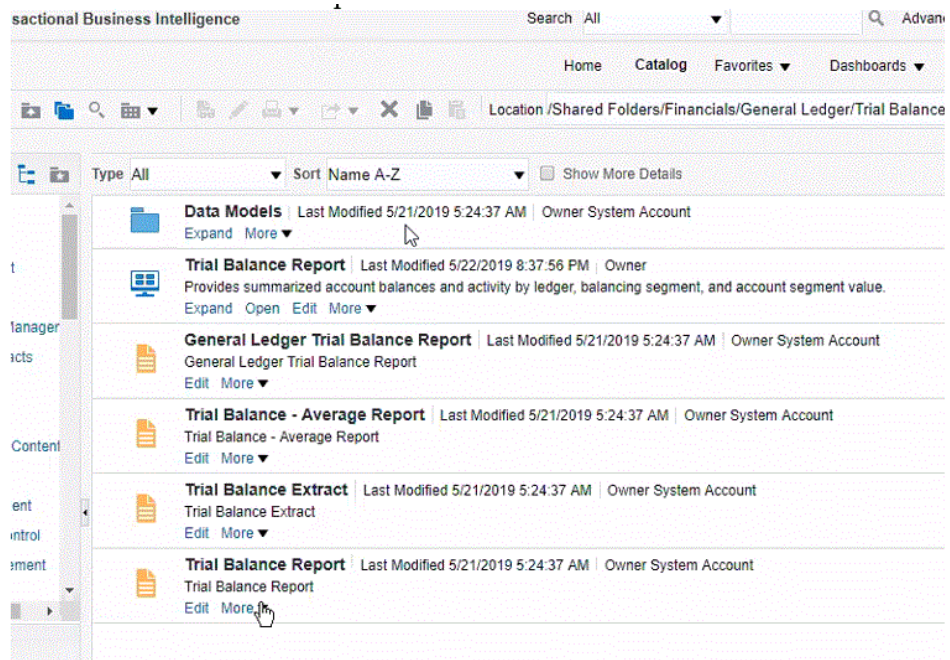 sactional Business Intelligence Search All Advan
Home Catalog Favorites Dashboards
Location /Shared Folders/Financials/General Ledger/Trial Balance
Type All Sort Name A-Z Show More Details
Data Models Last Modified 5/21/2019 5:24:37 AM Owner System Account
Expand More
Trial Balance Report Last Modified 5/22/2019 8:37:56 PM Owner
t
Provides summarized account balances and activity by ledger, balancing segment, and account segment value.
Expand Open Edit More
Manager
General Ledger Trial Balance Report Last Modified 5/21/2019 5:24:37 AM Owner System Account
acts
General Ledger Trial Balance Report
Edit More
Trial Balance - Average Report Last Modified 5/21/2019 5:24:37 AM Owner System Account
Trial Balance - Average Report
Content
Edit More
Trial Balance Extract Last Modified 5/21/2019 5:24:37 AM Owner System Account
ent
Trial Balance Extract
ontrol
Edit More
Trial Balance Report Last Modified 5/21/2019 5:24:37 AM Owner System Account
ement
Trial Balance Report
Edit More